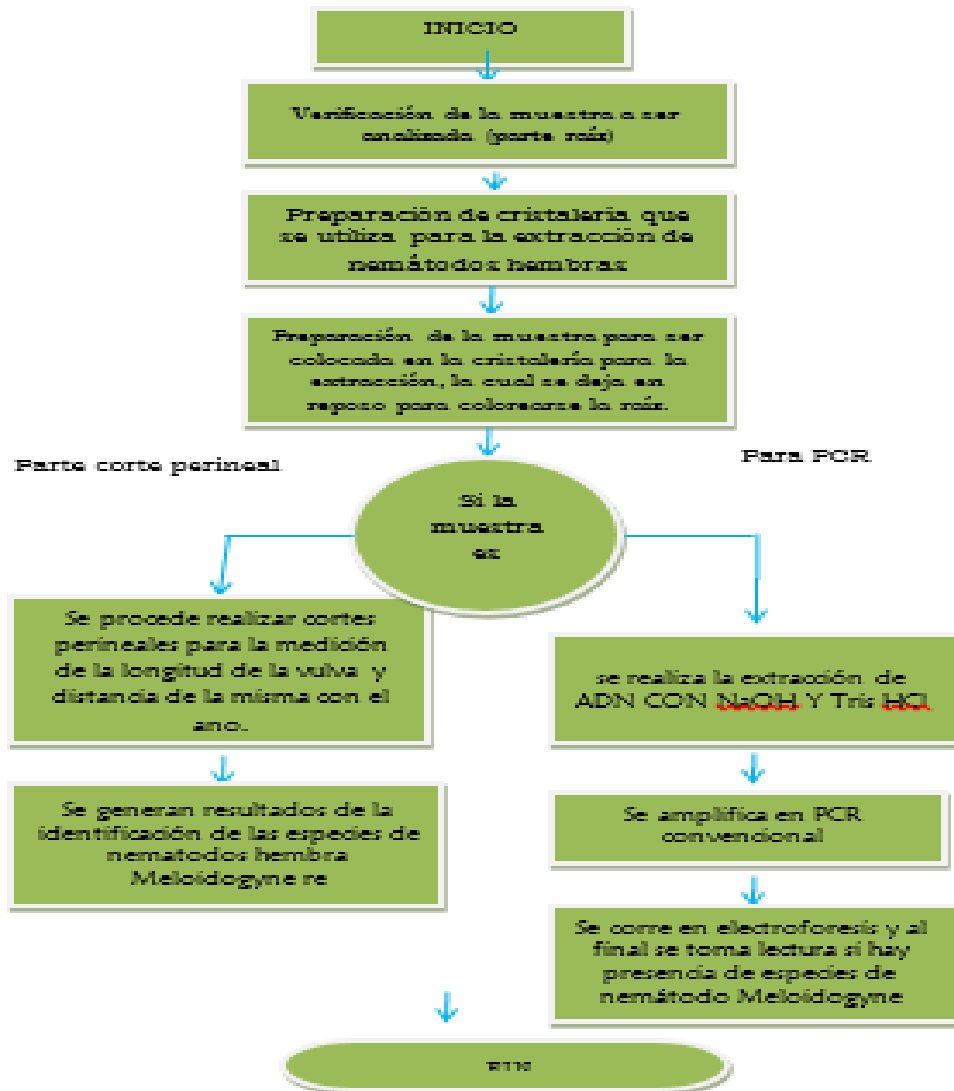 INICIO
Verificación de la muestra a ser
analizada (parte raís)
Preparación de cristalería que
se utiliza para la extracción de
nemátodos hembras
Preparación de la muestra para ser
colocada en la cristalería para la
extracción, la cual se deja en
reposo para colorearse la raís.
Parte corte perineal
Para PCR
Si la
muestra
es
Se procede realizar cortes
perineales para la medición
de la longitud de la vulva y
distancia de la misma con el
ano.
Se generan resultados de la
identificación de las especies de
nematodos hembra
Meloidogyne re
se realiza la extracción de
ADN CON NaOH Y Tris HCl
Se amplifica en PCR
convencional
Se corre en electroforesis y al
final se toma lectura si hay
presencia de especies de
nemátodo Meloidogyne
FIN